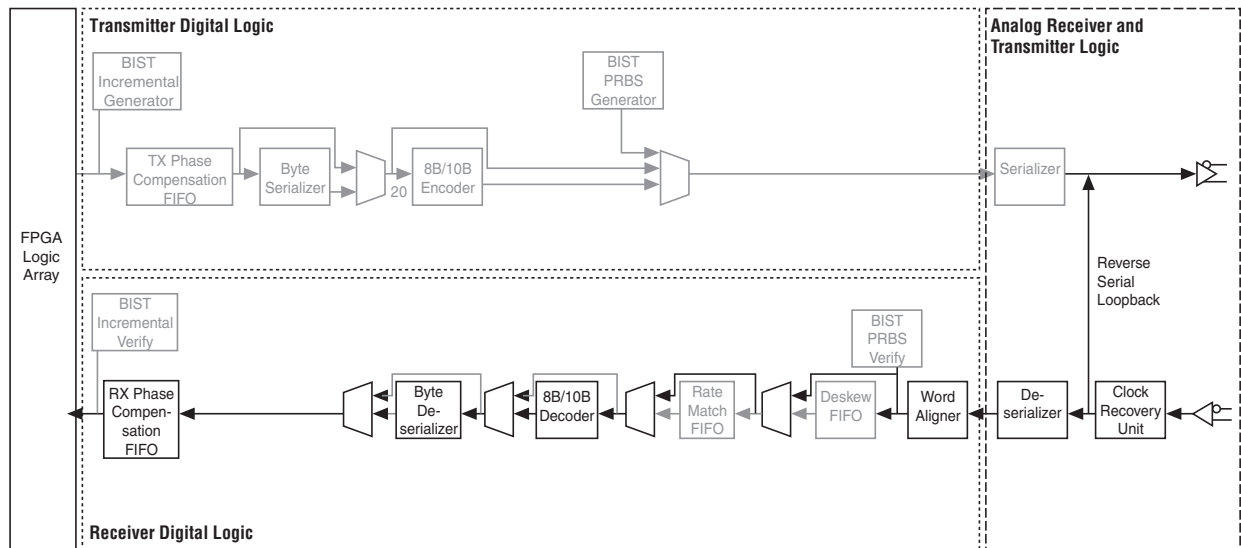 Transmitter Digital Logic
Analog Receiver and
Transmitter Logic
BIST
Incremental
Generator
BIST
PRBS
Generator
TX Phase
Compensation
FIFO
Byte
Serializer
20
8B/10B
Encoder
Serializer
FPGA
Logic
Array
Reverse
Serial
Loopback
BIST
Incremental
Verify
BIST
PRBS
Verify
RX Phase
Compen-
sation
FIFO
Byte
De-
serializer
8B/10B
Decoder
Rate
Match
FIFO
Deskew
FIFO
Word
Aligner
De-
serializer
Clock
Recovery
Unit
Receiver Digital Logic